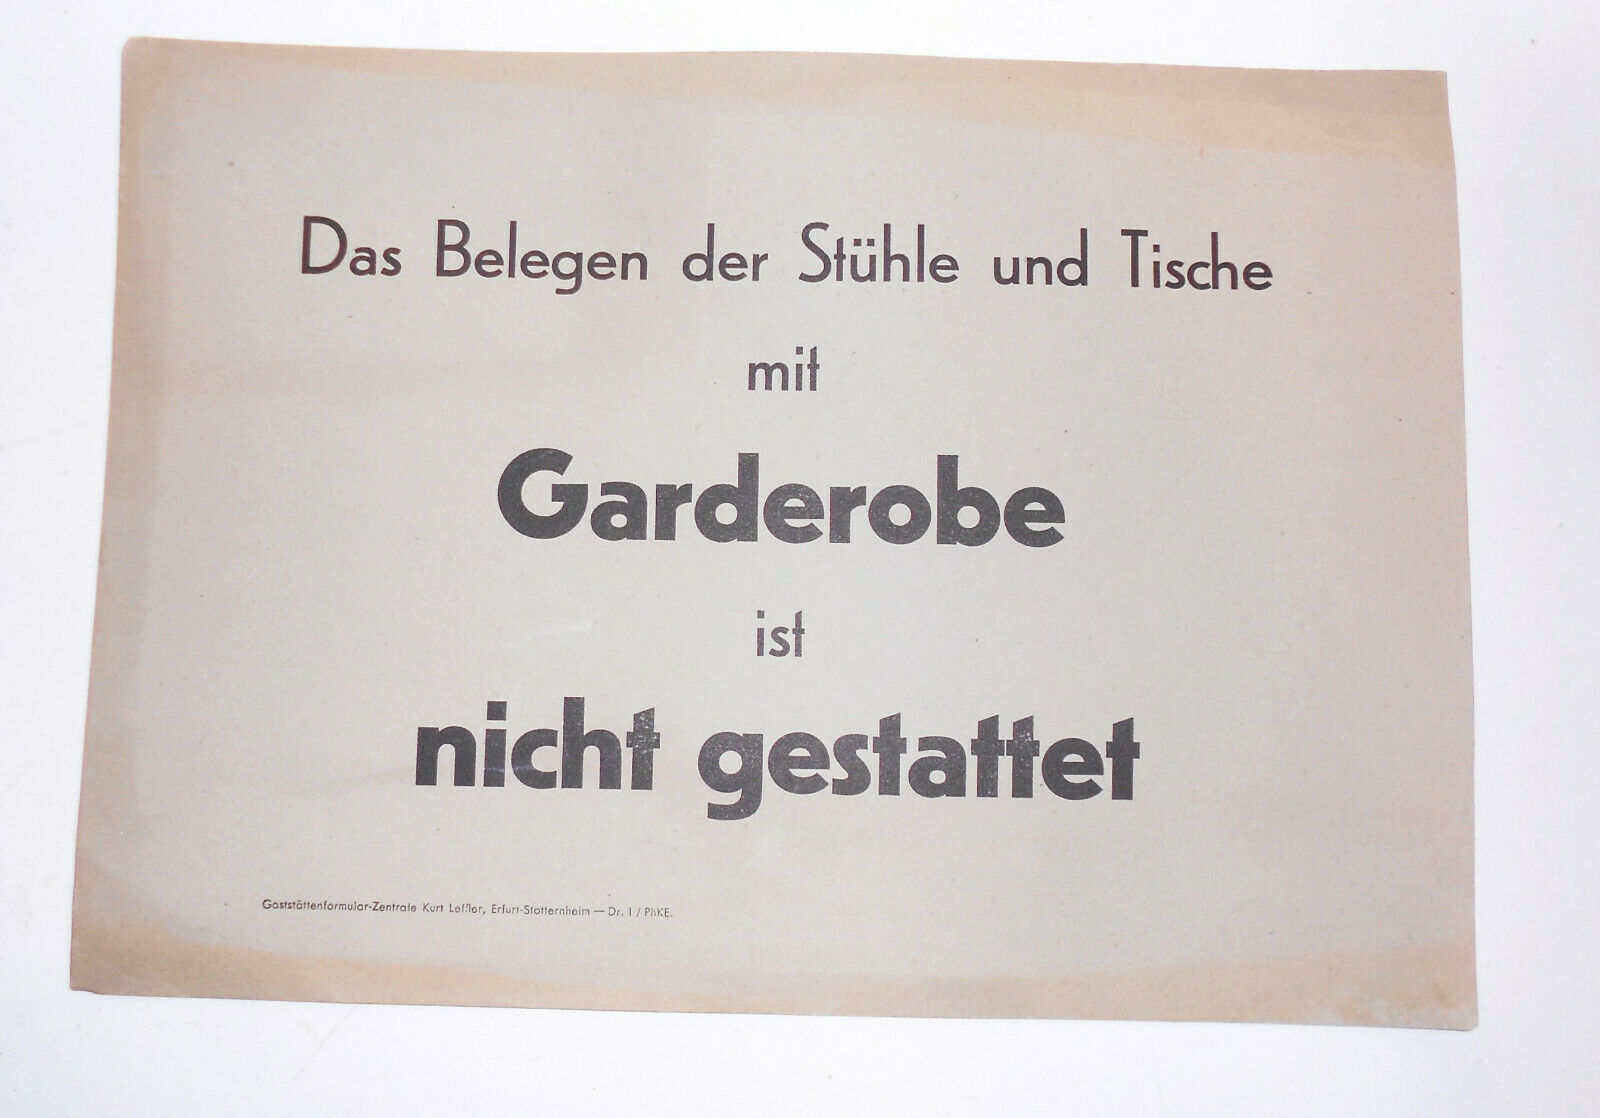 Das Belegen der Stühle und Tische
mit
Garderobe
ist
nicht gestattet
Gaststättenformular-Zentrale Kurt Leffler, Erfurt-Stotternheim — Dr. 1 / PhKE.